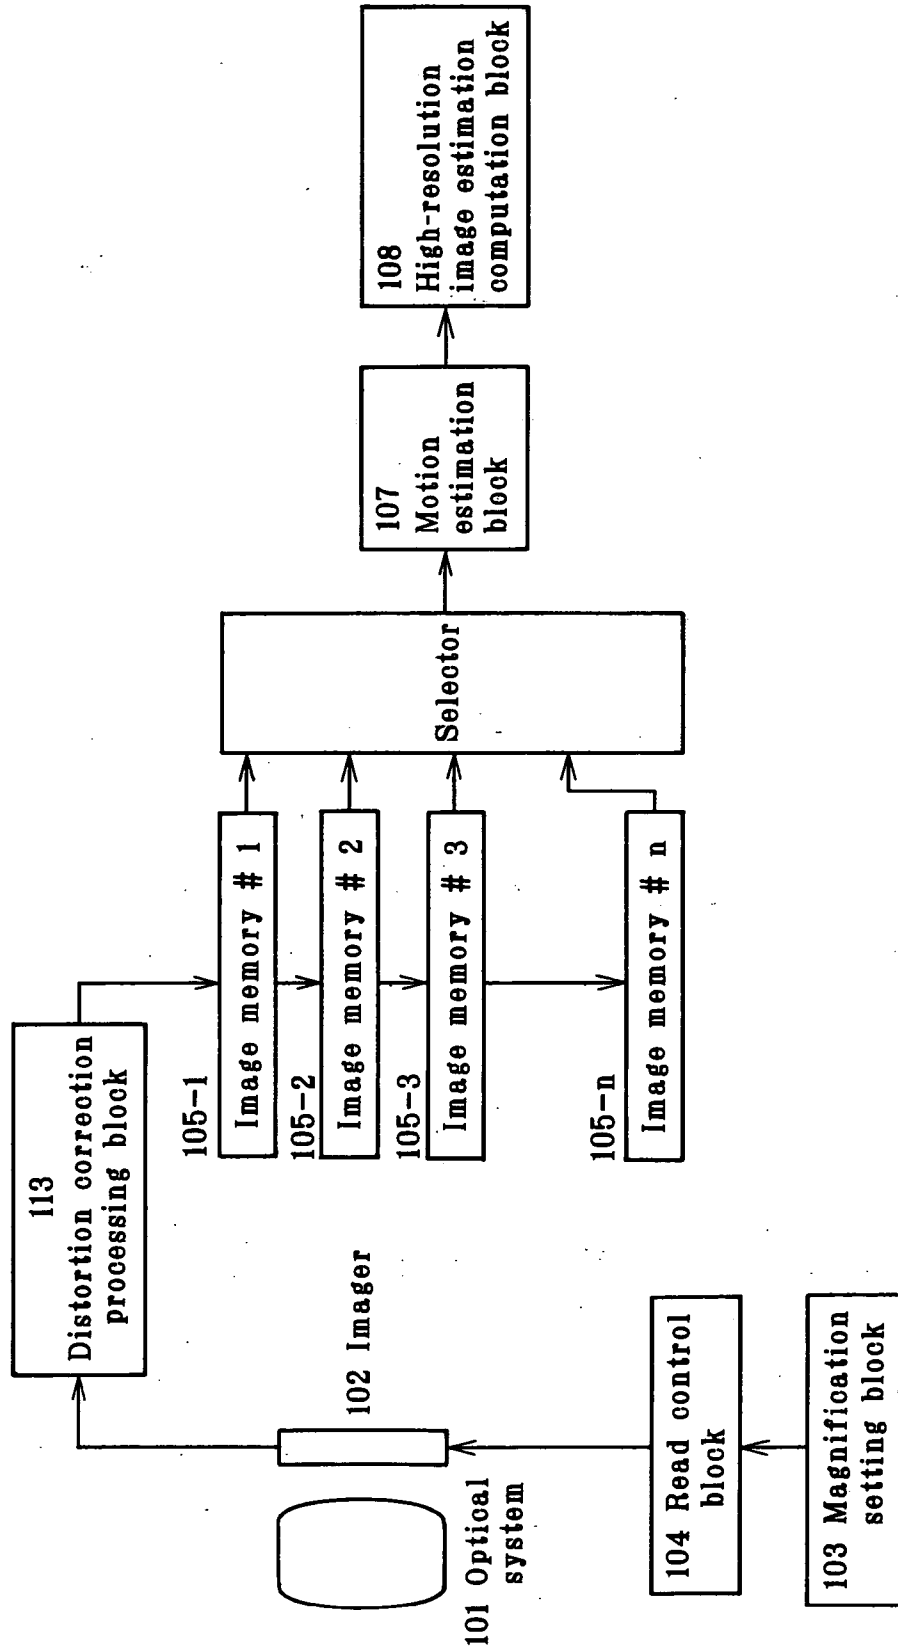 113
Distortion correction
processing block
101 Optical
system
102 Imager
104 Read control
block
103 Magnification
setting block
105-1
Image memory # 1
105-2
Image memory # 2
105-3
Image memory # 3
105-n
Image memory # n
Selector
107
Motion
estimation
block
108
High-resolution
image estimation
computation block